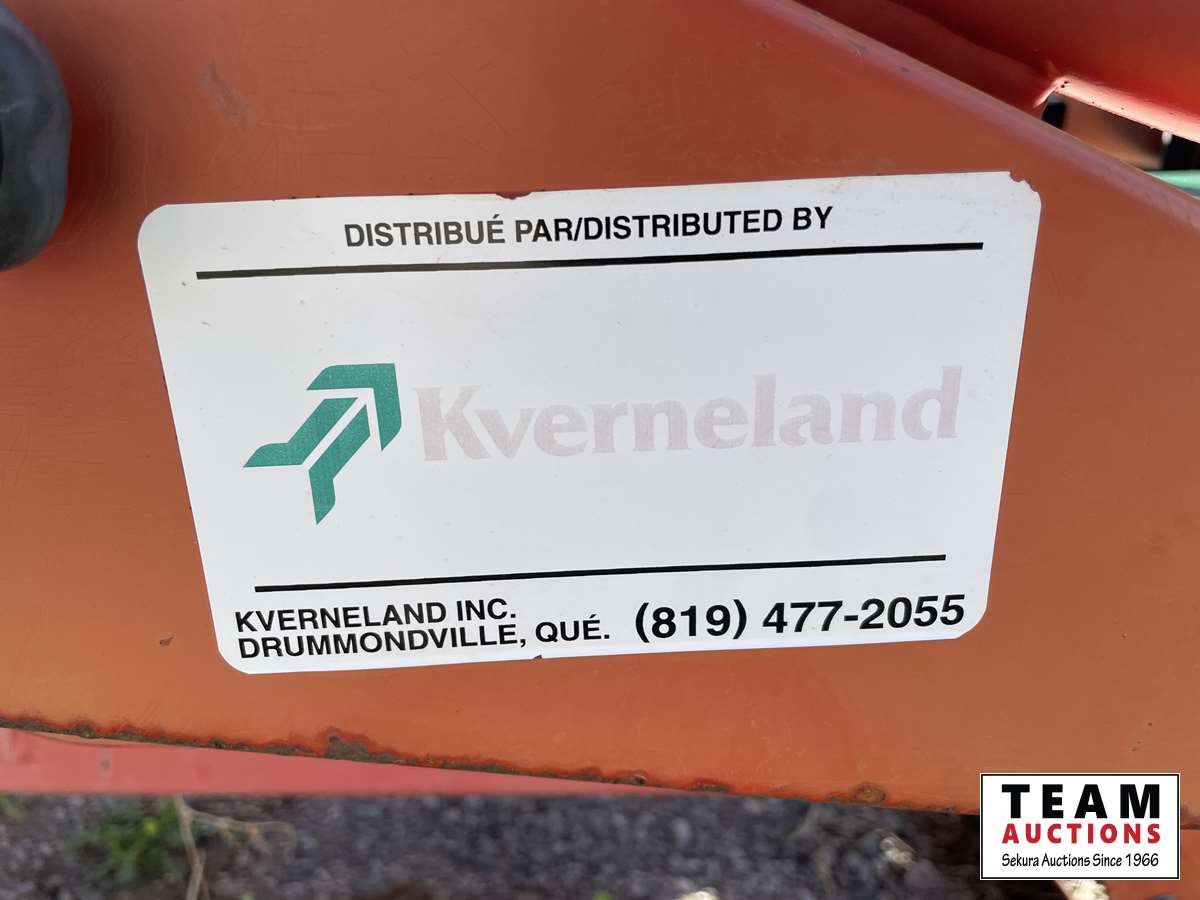 DISTRIBUÉ PAR/DISTRIBUTED BY
Kverneland
KVERNELAND INC.
DRUMMONDVILLE, QUÉ. (819) 477-2055
TEAM
AUCTIONS
Sekura Auctions Since 1966